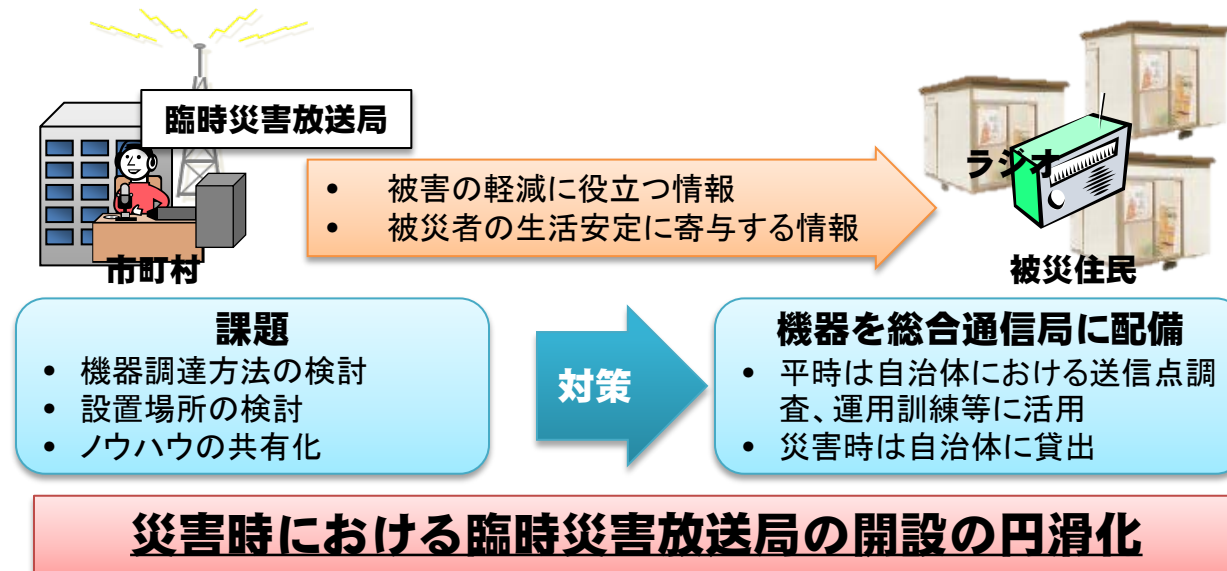 臨時災害放送局
• 被害の軽減に役立つ情報
• 被災者の生活安定に寄与する情報
ラジオ
市町村
被災住民
課題
• 機器調達方法の検討
• 設置場所の検討
• ノウハウの共有化
対策
機器を総合通信局に配備
• 平時は自治体における送信点調
査、運用訓練等に活用
• 災害時は自治体に貸出
災害時における臨時災害放送局の開設の円滑化